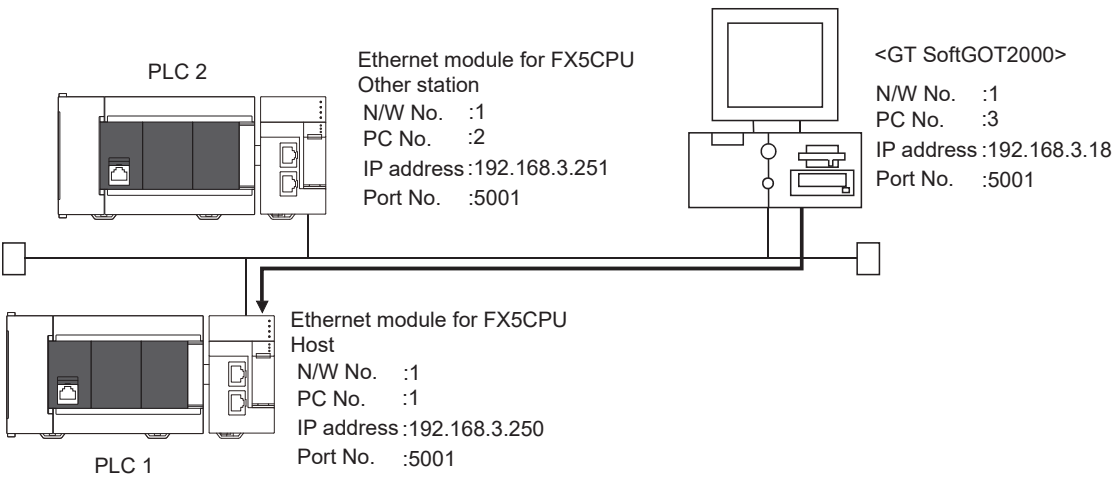 PLC 2
Ethernet module for FX5CPU
Other station
N/W No. :1
PC No. :2
IP address :192.168.3.251
Port No. :5001
<GT SoftGOT2000>
N/W No. :1
PC No. :3
IP address :192.168.3.18
Port No. :5001
Ethernet module for FX5CPU
Host
N/W No. :1
PC No. :1
IP address :192.168.3.250
Port No. :5001
PLC 1